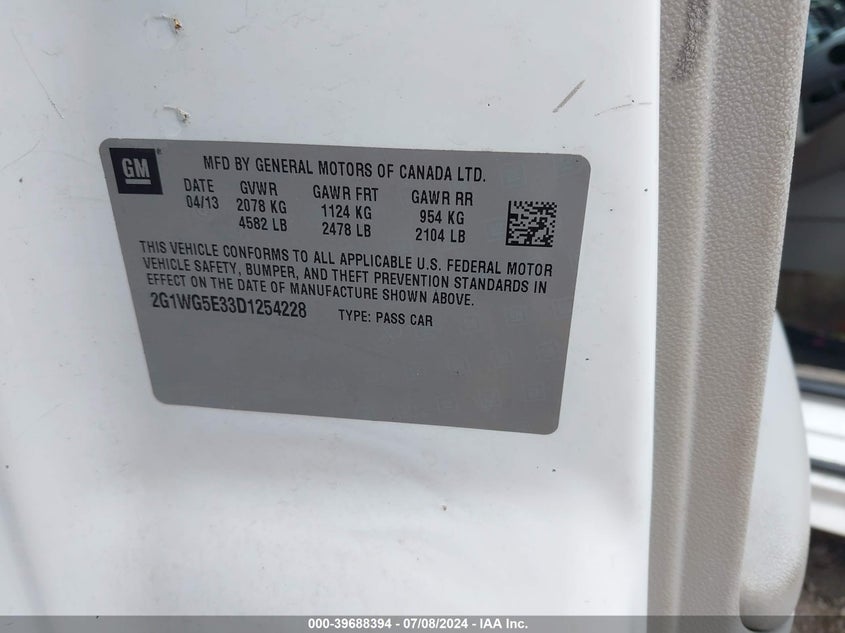 GM
MFD BY GENERAL MOTORS OF CANADA LTD.
DATE GVWR GAWR FRT GAWR RR
04/13 2078 KG 1124 KG 954 KG
4582 LB 2478 LB 2104 LB
THIS VEHICLE CONFORMS TO ALL APPLICABLE U.S. FEDERAL MOTOR
VEHICLE SAFETY, BUMPER, AND THEFT PREVENTION STANDARDS IN
EFFECT ON THE DATE OF MANUFACTURE SHOWN ABOVE.
2G1WG5E33D1254228 TYPE: PASS CAR
000-39688394 - 07/08/2024 - IAA Inc.